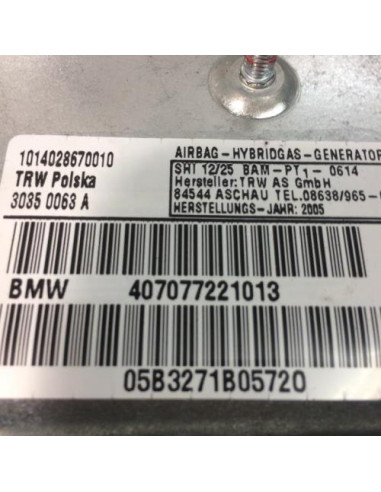 1014028670010
TRW Polska
3035 0063 A
AIRBAG-HYBRIDGAS-GENERATOR
SHI 12/25 BAM-PT1-0614
Hersteller:TRW AS GmbH
84544 ASCHAU TEL.08638/965-
HERSTELLUNGS-JAHR: 2005
BMW 407077221013
05B3271B05720